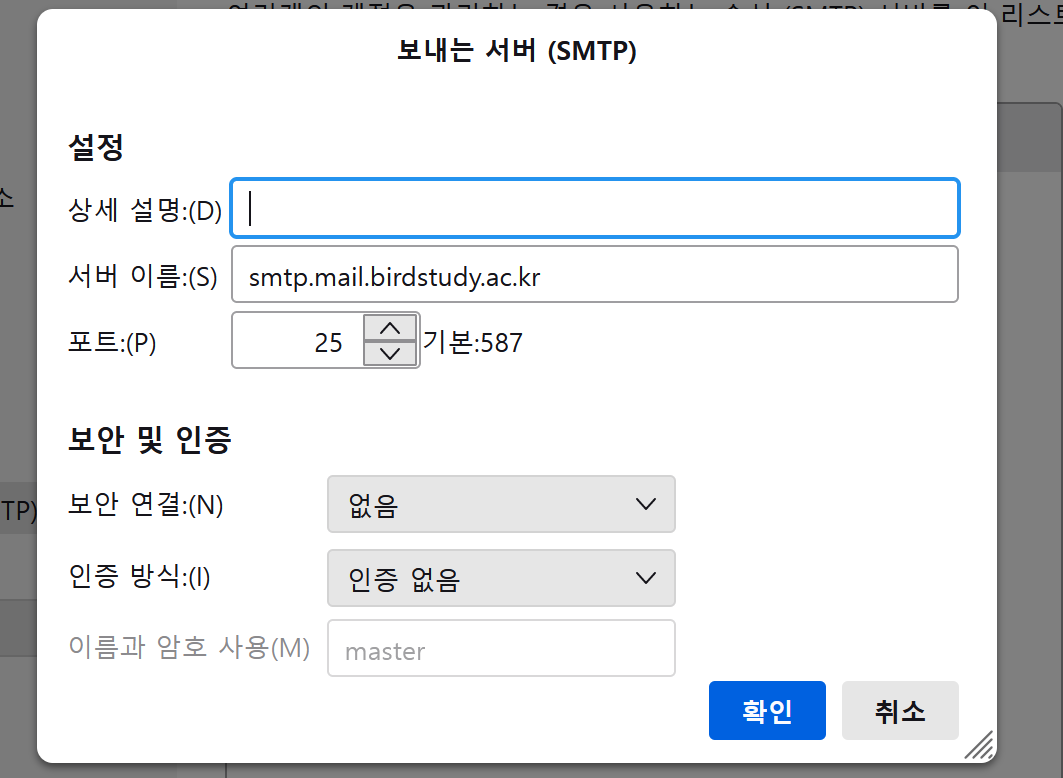 보내는 서버 (SMTP)
설정
상세 설명:(D)
소
서버 이름:(S) smtp.mail.birdstudy.ac.kr
포트:(P) 25 기본:587
보안 및 인증
보안 연결:(N) 없음
TP)
인증 방식:(I) 인증 없음
이름과 암호 사용(M) master
확인 취소